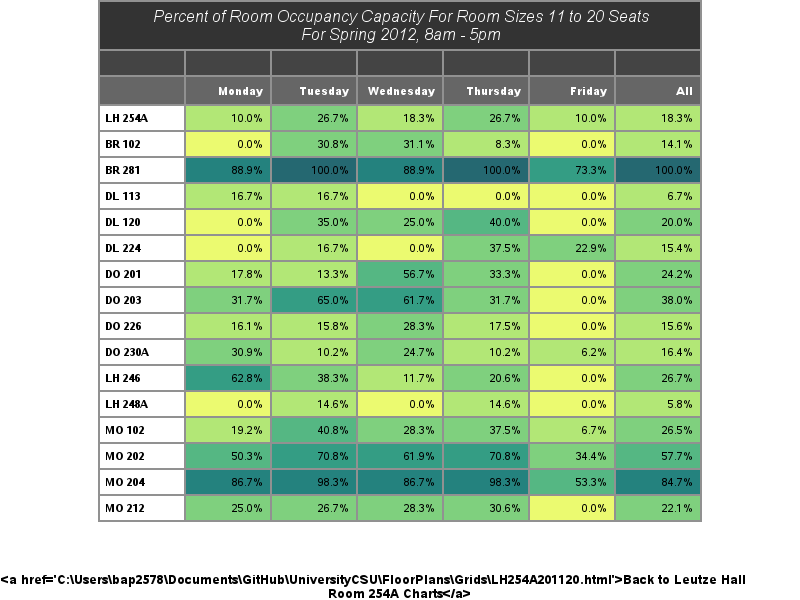 Percent of Room Occupancy Capacity For Room Sizes 11 to 20 Seats
For Spring 2012, 8am - 5pm
Monday Tuesday Wednesday Thursday Friday All
LH 254A 10.0% 26.7% 18.3% 26.7% 10.0% 18.3%
BR 102 0.0% 30.8% 31.1% 8.3% 0.0% 14.1%
BR 281 88.9% 100.0% 88.9% 100.0% 73.3% 100.0%
DL 113 16.7% 16.7% 0.0% 0.0% 0.0% 6.7%
DL 120 0.0% 35.0% 25.0% 40.0% 0.0% 20.0%
DL 224 0.0% 16.7% 0.0% 37.5% 22.9% 15.4%
DO 201 17.8% 13.3% 56.7% 33.3% 0.0% 24.2%
DO 203 31.7% 65.0% 61.7% 31.7% 0.0% 38.0%
DO 226 16.1% 15.8% 28.3% 17.5% 0.0% 15.6%
DO 230A 30.9% 10.2% 24.7% 10.2% 6.2% 16.4%
LH 246 62.8% 38.3% 11.7% 20.6% 0.0% 26.7%
LH 248A 0.0% 14.6% 0.0% 14.6% 0.0% 5.8%
MO 102 19.2% 40.8% 28.3% 37.5% 6.7% 26.5%
MO 202 50.3% 70.8% 61.9% 70.8% 34.4% 57.7%
MO 204 86.7% 98.3% 86.7% 98.3% 53.3% 84.7%
MO 212 25.0% 26.7% 28.3% 30.6% 0.0% 22.1%
<a href='C:\Users\bap2578\Documents\GitHub\UniversityCSU\FloorPlans\Grids\LH254A201120.html'>Back to Leutze Hall
Room 254A Charts</a>